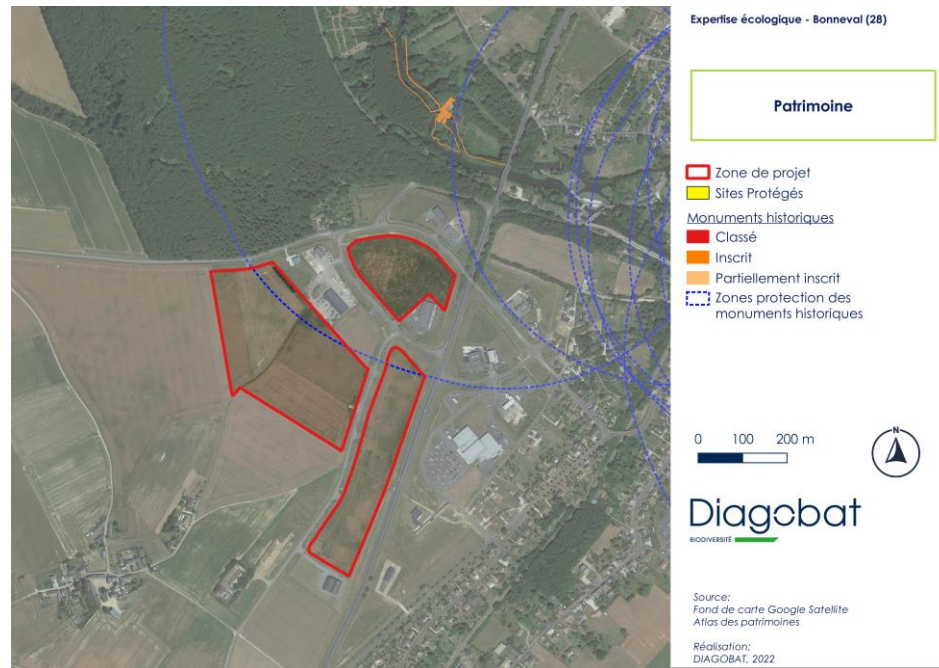 Expertise écologique - Bonneval (28)
Patrimoine
Zone de projet
Sites Protégés
Monuments historiques
Classé
Inscrit
Partiellement inscrit
Zones protection des
monuments historiques
0 100 200 m
N
Diagobat
BIODIVERSITÉ
Source:
Fond de carte Google Satellite
Atlas des patrimoines
Réalisation:
DIAGOBAT, 2022